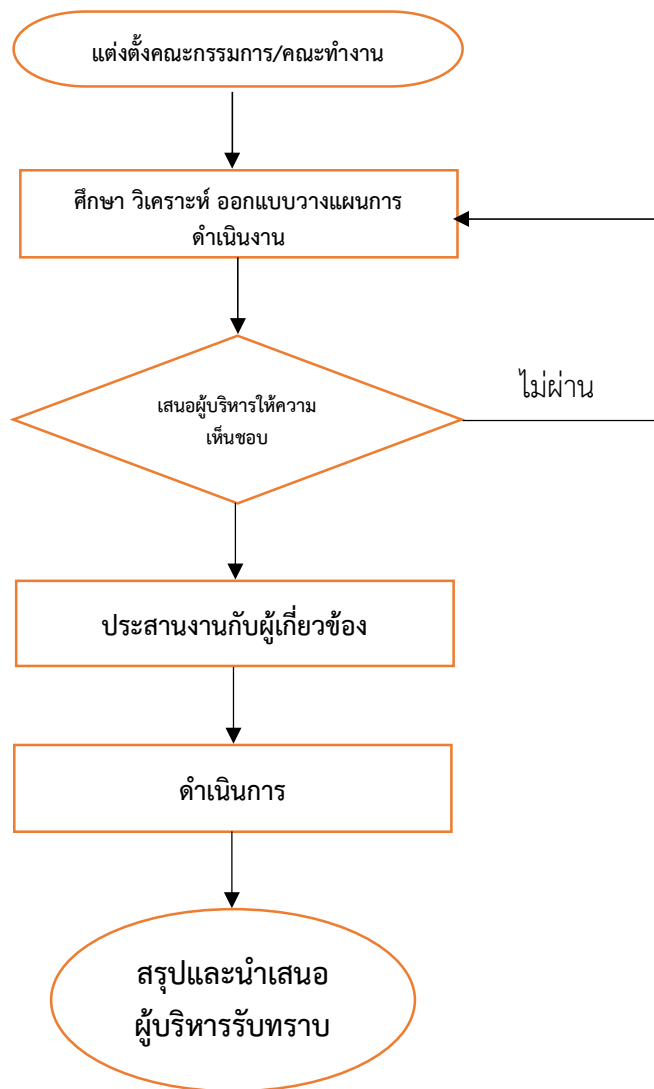 แต่งตั้งคณะกรรมการ/คณะทำงาน
ศึกษา วิเคราะห์ ออกแบบวางแผนการ
ดำเนินงาน
เสนอผู้บริหารให้ความ
เห็นชอบ
ไม่ผ่าน
ประสานงานกับผู้เกี่ยวข้อง
ดำเนินการ
สรุปและนำเสนอ
ผู้บริหารรับทราบ